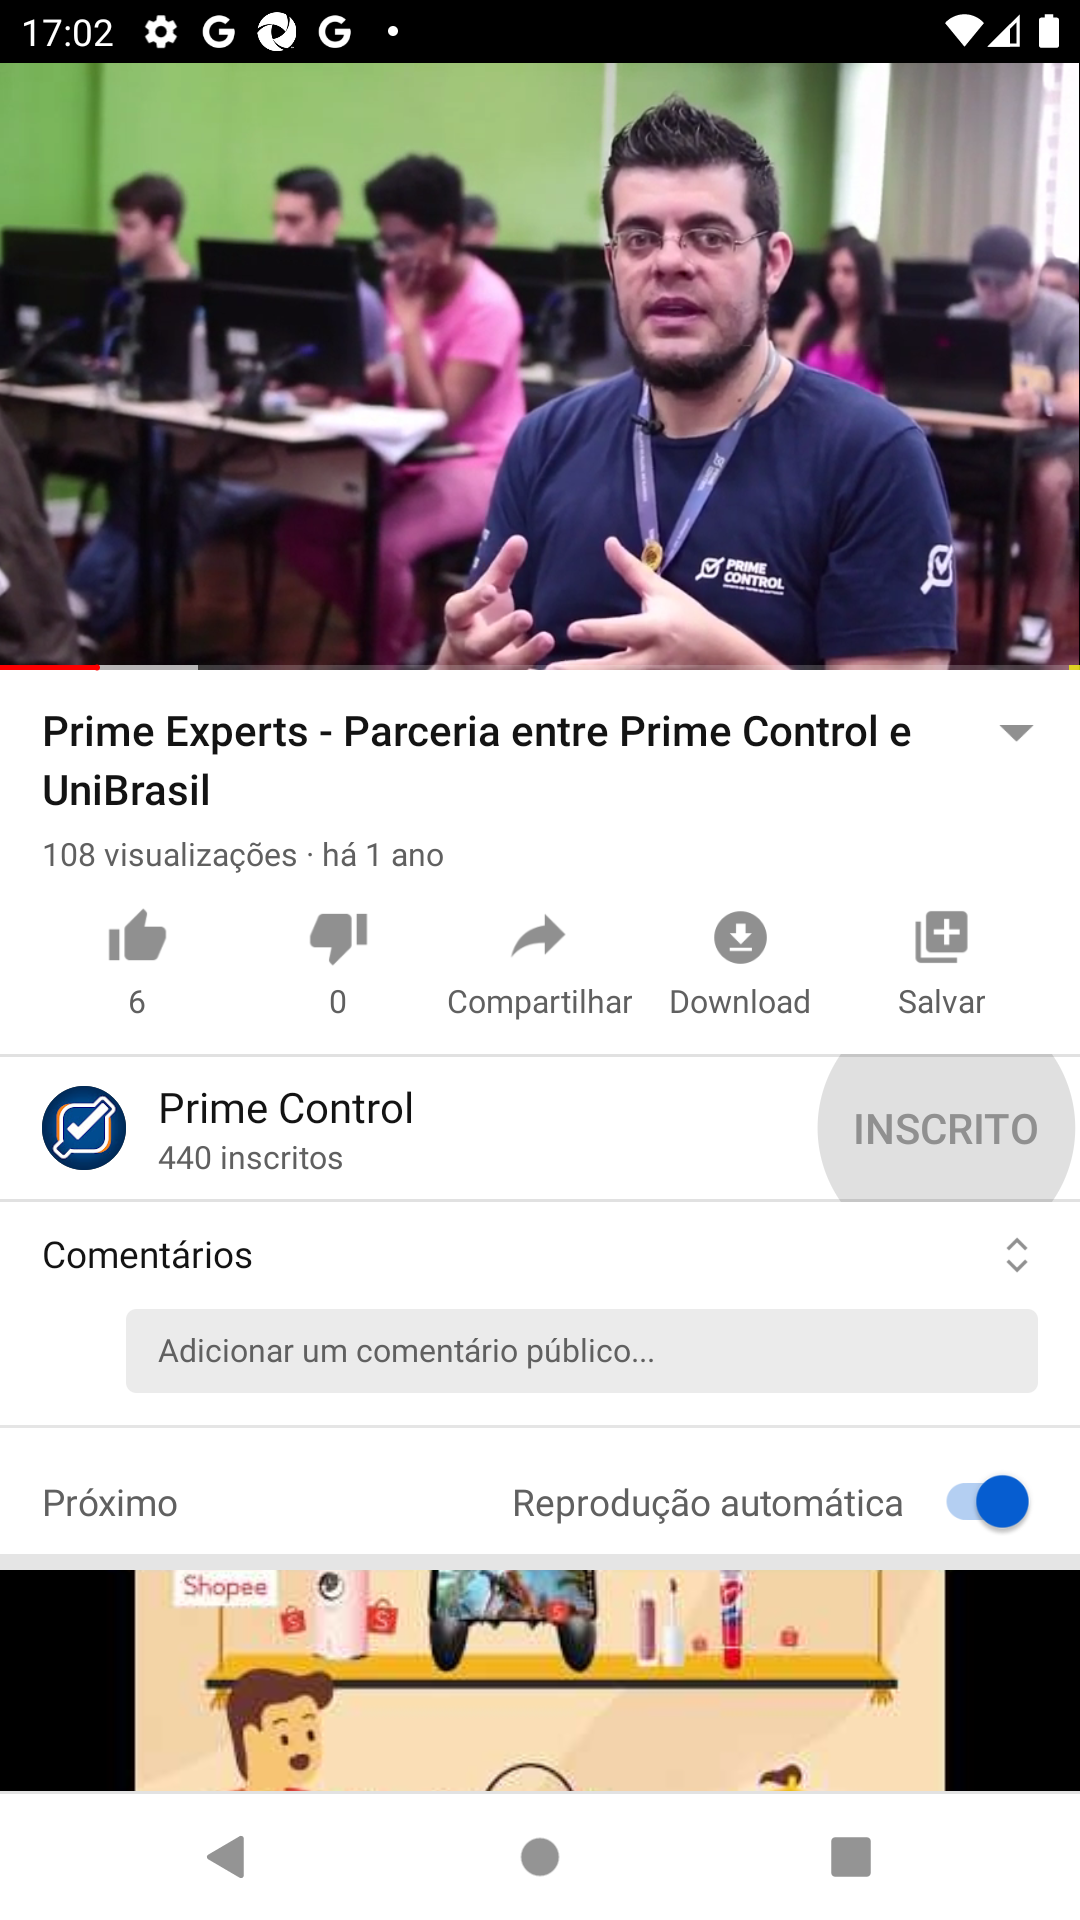 17:02
PRIME
CONTROL
Prime Experts - Parceria entre Prime Control e
UniBrasil
108 visualizações · há 1 ano
6
0
Compartilhar
Download
Salvar
Prime Control
INSCRITO
440 inscritos
Comentários
Adicionar um comentário público...
Próximo
Reprodução automática
Shopee